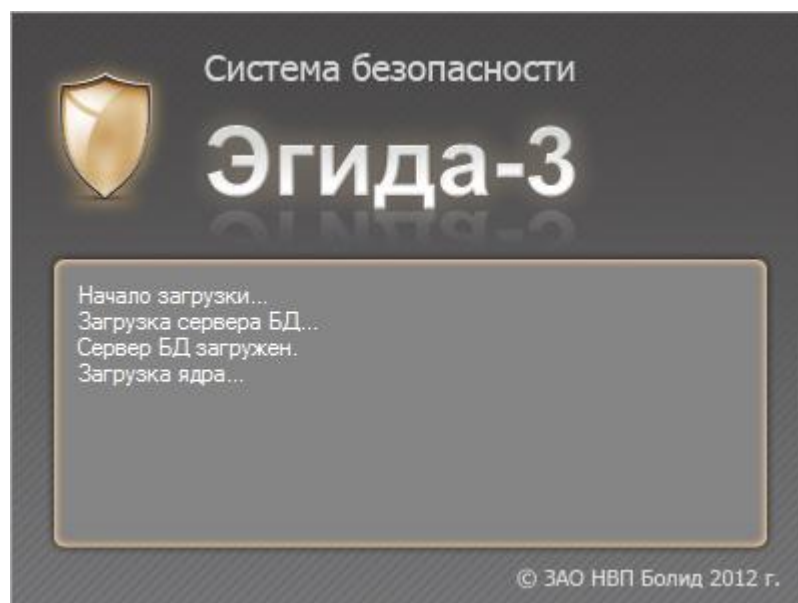 Система безопасности
Эгида-3
Начало загрузки...
Загрузка сервера БД...
Сервер БД загружен.
Загрузка ядра...
© ЗАО НВП Болид 2012 г.